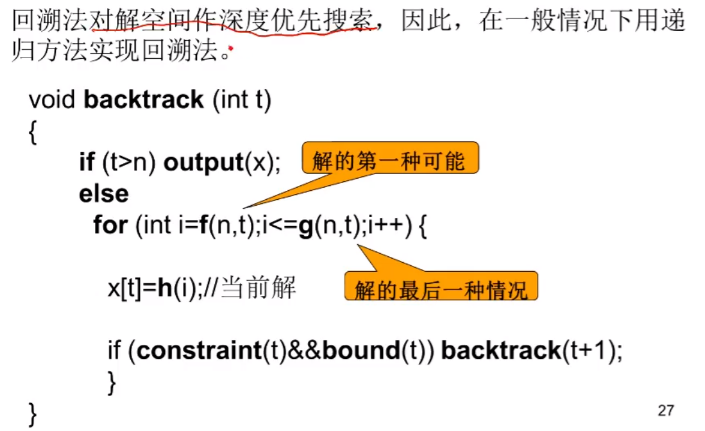 回溯法对解空间作深度优先搜索，因此，在一般情况下用递
归方法实现回溯法。
void backtrack (int t)
{
if (t>n) output(x);
解的第一种可能
else
for (int i=f(n,t);i<=g(n,t);i++) {
x[t]=h(i);//当前解
解的最后一种情况
if (constraint(t)&&bound(t)) backtrack(t+1);
}
}
27